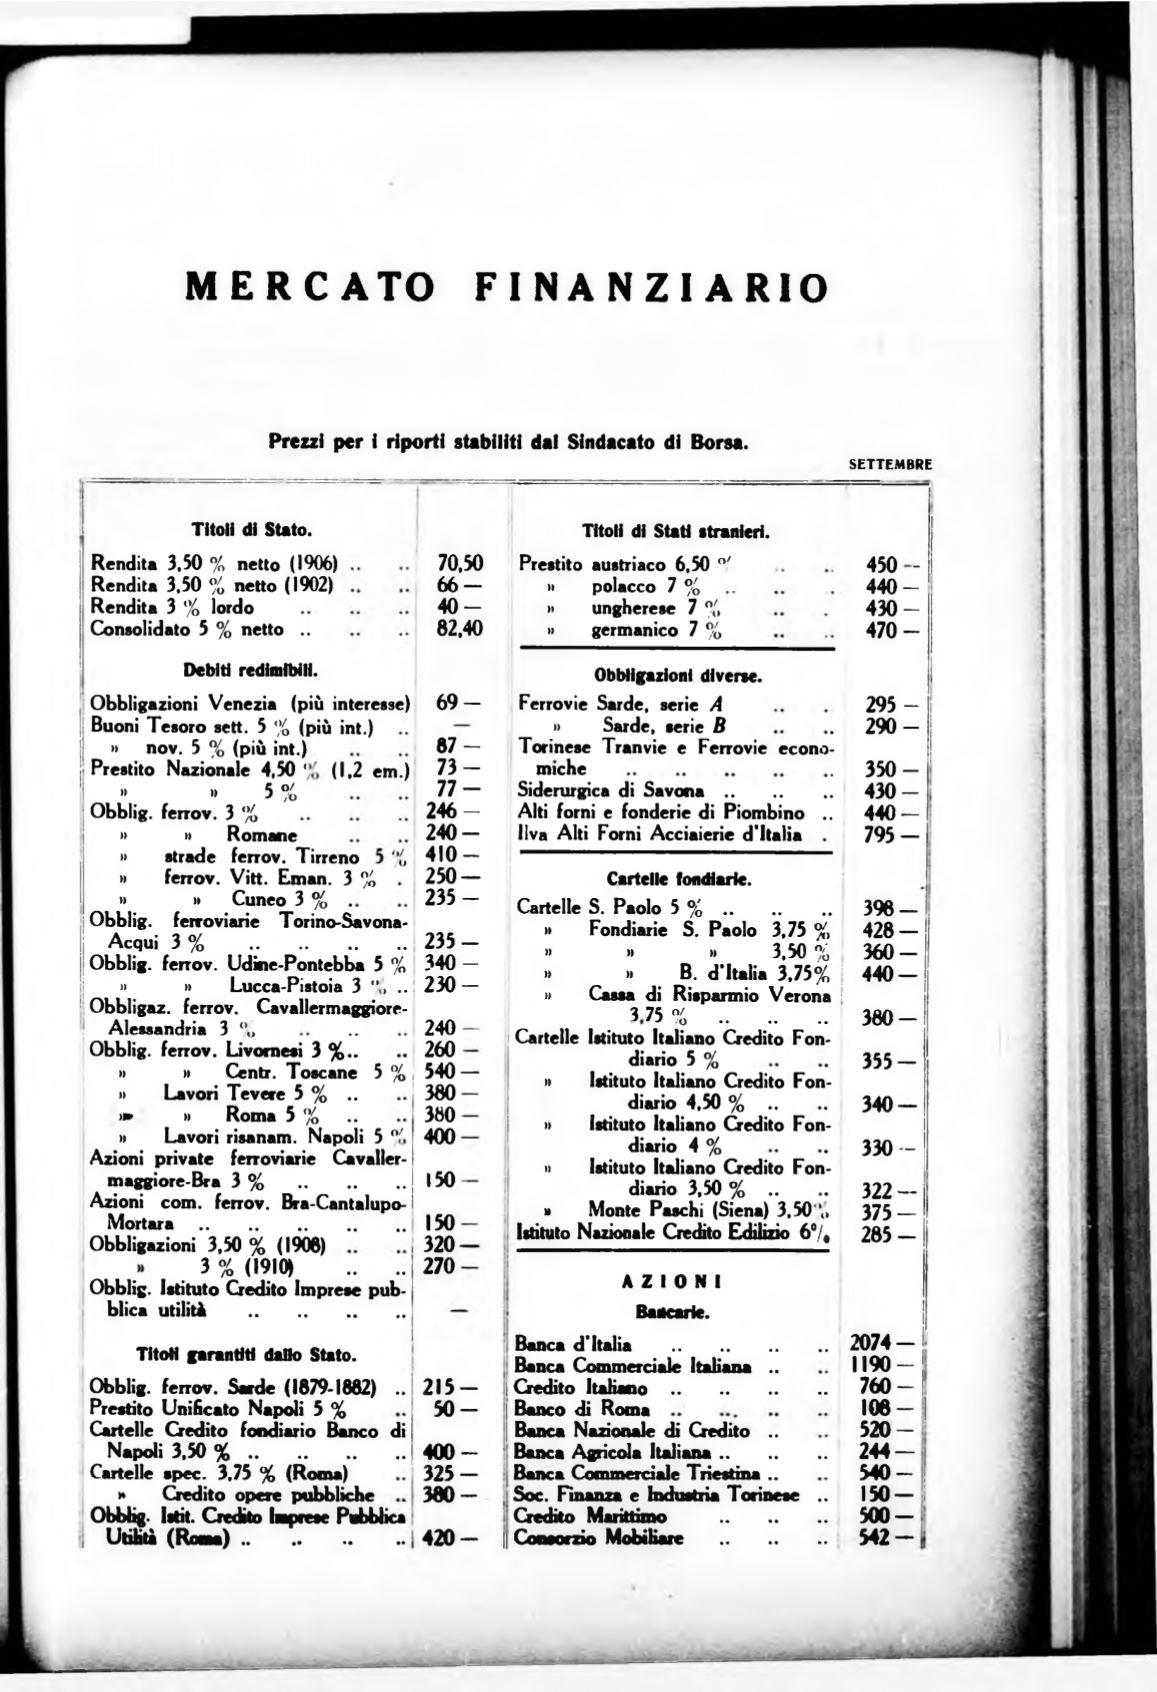 MERCATO FINANZIARIO
Prezzi per i riporti stabiliti dal Sindacato di Borsa.
SETTEMBRE
Titoli di Stato.
Rendita 3,50 % netto (1906) .. .. 70,50
Rendita 3,50 % netto (1902) .. .. 66 —
Rendita 3 % lordo .. .. .. 40 —
Consolidato 5 % netto .. .. .. 82,40
Debiti redimibili.
Obbligazioni Venezia (più interesse) 69 —
Buoni Tesoro sett. 5 % (più int.) .. —
» nov. 5 % (più int.) .. .. 87 —
Prestito Nazionale 4,50 % (1,2 em.) 73 —
» » 5 % .. .. 77 —
Obblig. ferrov. 3 % .. .. .. 246 —
» » Romane .. .. 240 —
» strade ferrov. Tirreno 5 % 410 —
» ferrov. Vitt. Eman. 3 % . 250 —
» » Cuneo 3 % .. .. 235 —
Obblig. ferroviarie Torino-Savona-
Acqui 3 % .. .. .. .. 235 —
Obblig. ferrov. Udine-Pontebba 5 % 340 —
» » Lucca-Pistoia 3 % .. 230 —
Obbligaz. ferrov. Cavallermaggiore-
Alessandria 3 % .. .. .. 240 —
Obblig. ferrov. Livornesi 3 %.. .. 260 —
» » Centr. Toscane 5 % 540 —
» Lavori Tevere 5 % .. .. 380 —
» » Roma 5 % .. .. 380 —
» Lavori risanam. Napoli 5 % 400 —
Azioni private ferroviarie Cavaller-
maggiore-Bra 3 % .. .. .. 150 —
Azioni com. ferrov. Bra-Cantalupo-
Mortara .. .. .. .. .. 150 —
Obbligazioni 3,50 % (1908) .. .. 320 —
» 3 % (1910) .. .. 270 —
Obblig. Istituto Credito Imprese pub-
blica utilità .. .. .. .. —
Titoli garantiti dallo Stato.
Obblig. ferrov. Sarde (1879-1882) .. 215 —
Prestito Unificato Napoli 5 % .. 50 —
Cartelle Credito fondiario Banco di
Napoli 3,50 % .. .. .. .. 400 —
Cartelle spec. 3,75 % (Roma) .. 325 —
» Credito opere pubbliche .. 380 —
Obblig. Istit. Credito Imprese Pubblica
Utilità (Roma) .. .. .. .. 420 —
Titoli di Stati stranieri.
Prestito austriaco 6,50 % .. .. 450 —
» polacco 7 % .. .. . 440 —
» ungherese 7 % .. . 430 —
» germanico 7 % .. .. 470 —
Obbligazioni diverse.
Ferrovie Sarde, serie A .. . 295 —
» Sarde, serie B .. .. 290 —
Torinese Tranvie e Ferrovie econo-
miche .. .. .. .. .. 350 —
Siderurgica di Savona .. .. .. 430 —
Alti forni e fonderie di Piombino .. 440 —
Ilva Alti Forni Acciaierie d'Italia . 795 —
Cartelle fondiarie.
Cartelle S. Paolo 5 % .. .. .. 398 —
» Fondiarie S. Paolo 3,75 % 428 —
» » » 3,50 % 360 —
» » B. d'Italia 3,75% 440 —
» Cassa di Risparmio Verona
3,75 % .. .. .. 380 —
Cartelle Istituto Italiano Credito Fon-
diario 5 % .. .. 355 —
» Istituto Italiano Credito Fon-
diario 4,50 % .. .. 340 —
» Istituto Italiano Credito Fon-
diario 4 % .. .. 330 —
» Istituto Italiano Credito Fon-
diario 3,50 % .. .. 322 —
» Monte Paschi (Siena) 3,50% 375 —
Istituto Nazionale Credito Edilizio 6% 285 —
AZIONI
Bancarie.
Banca d'Italia .. .. .. .. 2074 —
Banca Commerciale Italiana .. .. 1190 —
Credito Italiano .. .. .. .. 760 —
Banco di Roma .. ... .. .. 108 —
Banca Nazionale di Credito .. .. 520 —
Banca Agricola Italiana .. .. .. 244 —
Banca Commerciale Triestina .. .. 540 —
Soc. Finanza e Industria Torinese .. 150 —
Credito Marittimo .. .. .. 500 —
Consorzio Mobiliare .. .. .. 542 —